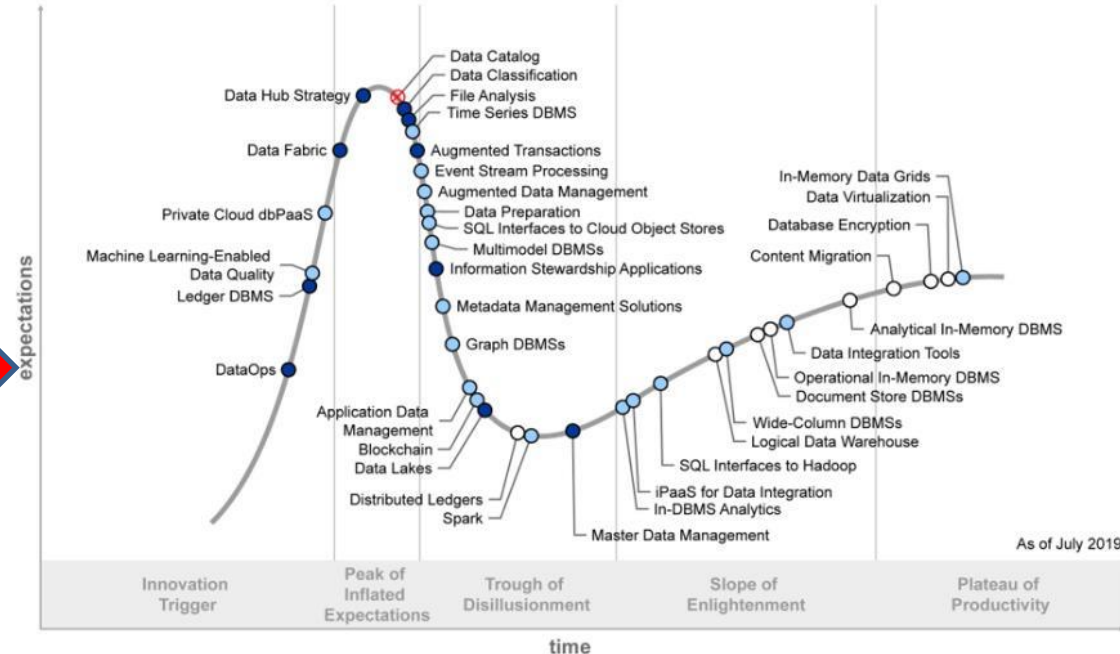 Data Catalog
Data Classification
File Analysis
Time Series DBMS
Data Hub Strategy
Data Fabric
Augmented Transactions
Event Stream Processing
Augmented Data Management
Data Preparation
SQL Interfaces to Cloud Object Stores
Multimodel DBMSs
Information Stewardship Applications
Metadata Management Solutions
Graph DBMSs
Private Cloud dbPaaS
Machine Learning-Enabled
Data Quality
Ledger DBMS
DataOps
Application Data
Management
Blockchain
Data Lakes
Distributed Ledgers
Spark
Master Data Management
In-Memory Data Grids
Data Virtualization
Database Encryption
Content Migration
Analytical In-Memory DBMS
Data Integration Tools
Operational In-Memory DBMS
Document Store DBMSs
Wide-Column DBMSs
Logical Data Warehouse
SQL Interfaces to Hadoop
iPaaS for Data Integration
In-DBMS Analytics
As of July 2019
expectations
Innovation
Trigger
Peak of
Inflated
Expectations
Trough of
Disillusionment
Slope of
Enlightenment
Plateau of
Productivity
time